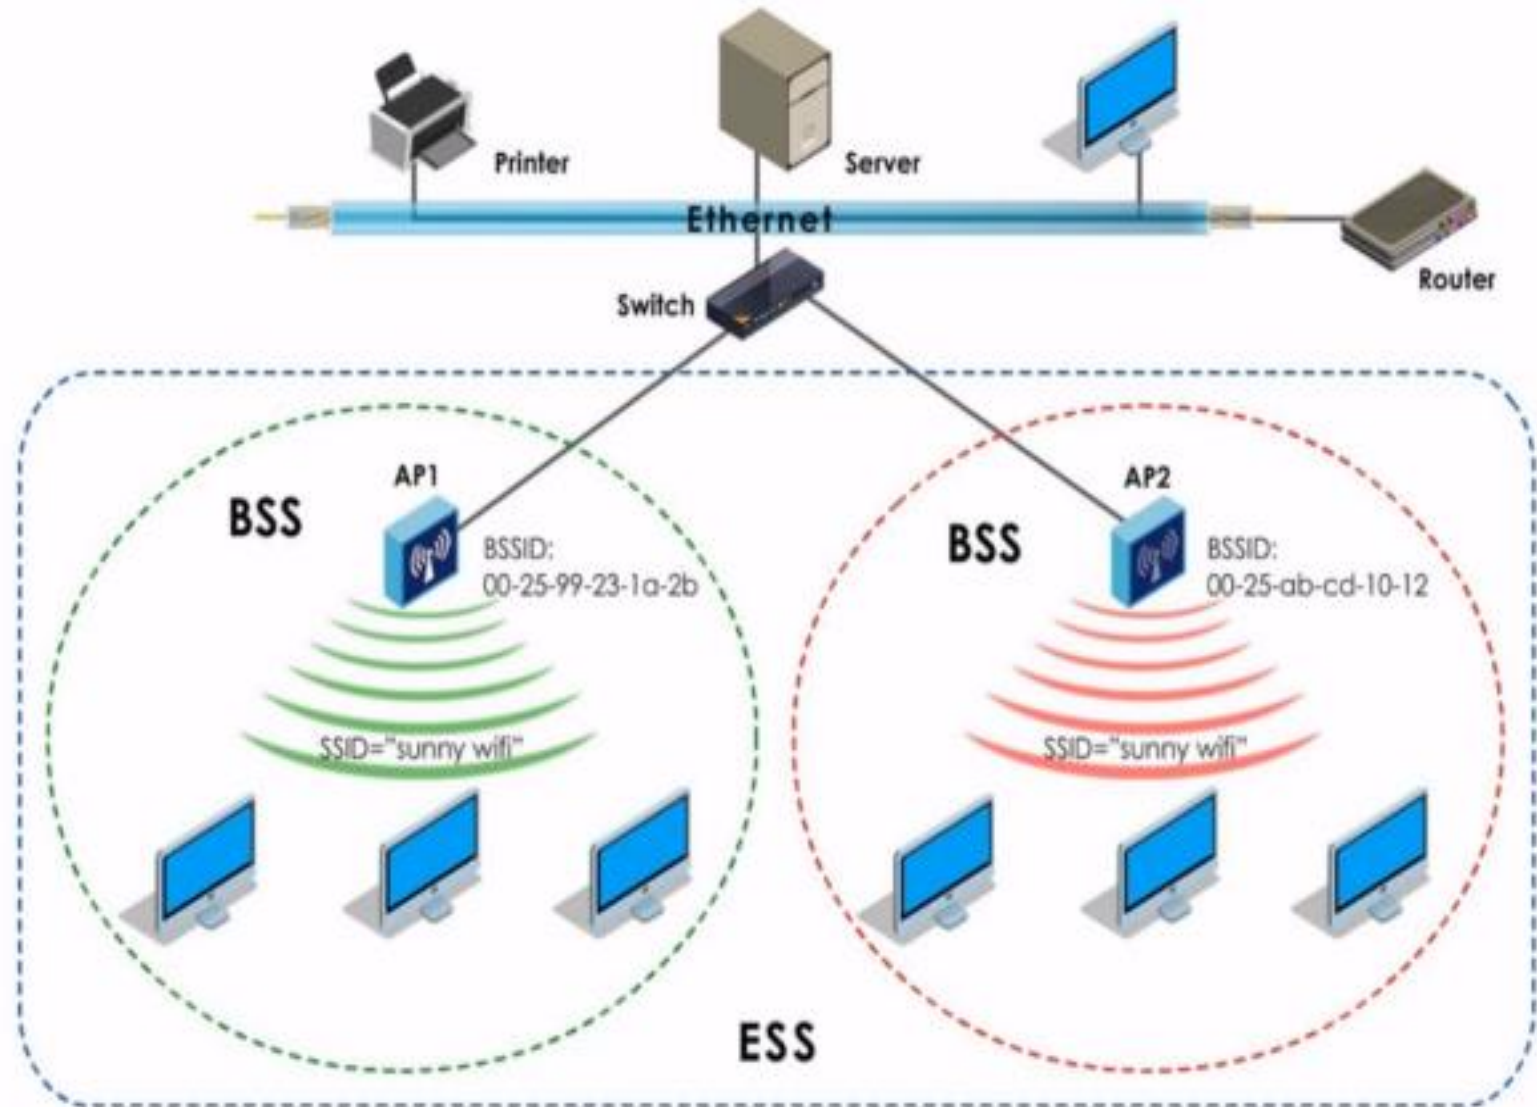 Printer
Server
Ethernet
Router
Switch
AP1
BSS
BSSID:
00-25-99-23-1a-2b
SSID="sunny wifi"
AP2
BSS
BSSID:
00-25-ab-cd-10-12
SSID="sunny wifi"
ESS